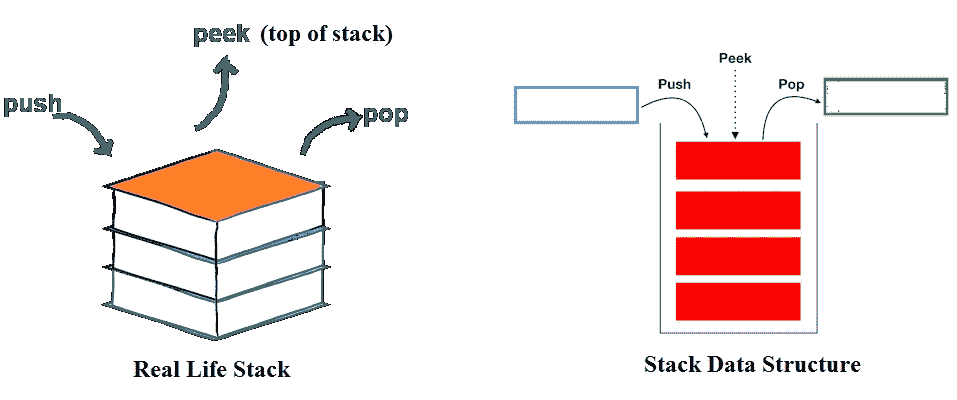 peek (top of stack)
push
pop
Real Life Stack
Peek
Push
Pop
Stack Data Structure